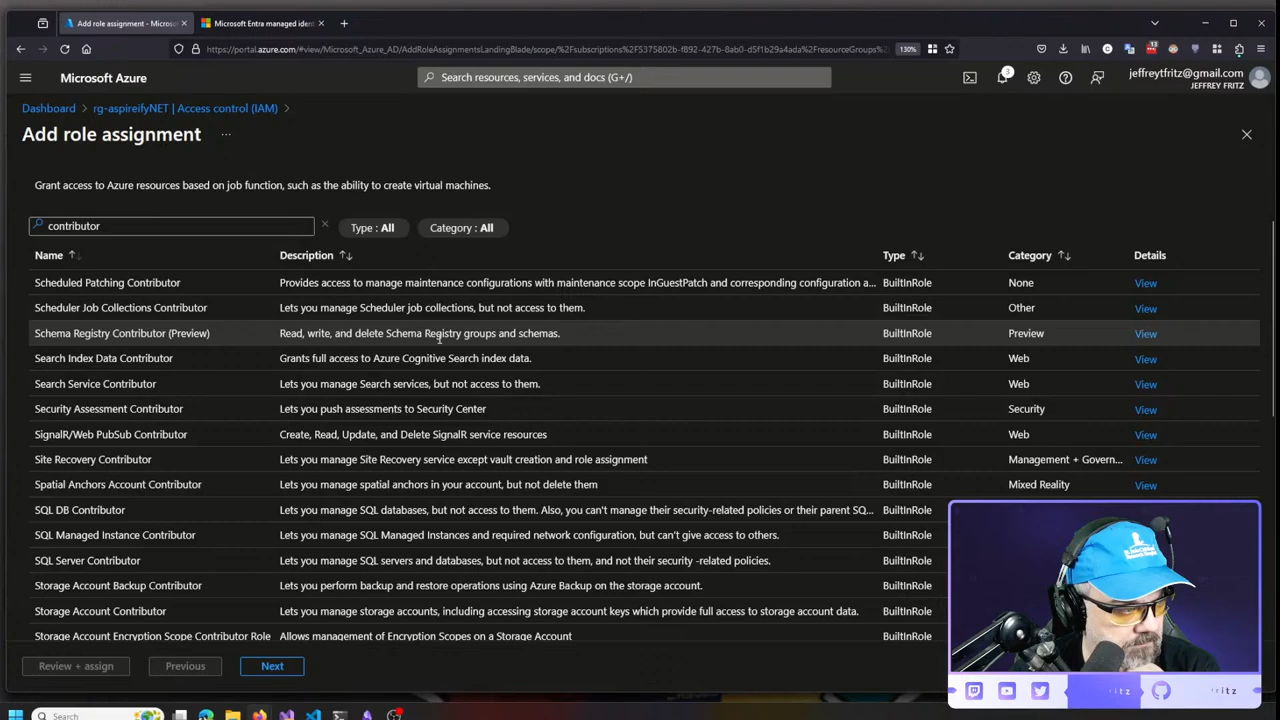 Add role assignment - Micros
Microsoft Entra managed iden
https://portal.azure.com/#view/Microsoft_Azure_AD/AddRoleAssignmentsLandingBlade/scope/%2Fsubscriptions%2F5375802b-f892-427b-8ab0-d5f1b29a4ada%2FresourceGroups%
130%
13
Microsoft Azure
Search resources, services, and docs (G+/)
3
jeffreytfritz@gmail.com
JEFFREY FRITZ
Dashboard > rg-aspireifyNET | Access control (IAM) >
Add role assignment ...
Grant access to Azure resources based on job function, such as the ability to create virtual machines.
contributor
Type : All
Category : All
Name ↑↓ Description ↑↓ Type ↑↓ Category ↑↓ Details
Scheduled Patching Contributor Provides access to manage maintenance configurations with maintenance scope InGuestPatch and corresponding configuration a... BuiltInRole None View
Scheduler Job Collections Contributor Lets you manage Scheduler job collections, but not access to them. BuiltInRole Other View
Schema Registry Contributor (Preview) Read, write, and delete Schema Registry groups and schemas. BuiltInRole Preview View
Search Index Data Contributor Grants full access to Azure Cognitive Search index data. BuiltInRole Web View
Search Service Contributor Lets you manage Search services, but not access to them. BuiltInRole Web View
Security Assessment Contributor Lets you push assessments to Security Center BuiltInRole Security View
SignalR/Web PubSub Contributor Create, Read, Update, and Delete SignalR service resources BuiltInRole Web View
Site Recovery Contributor Lets you manage Site Recovery service except vault creation and role assignment BuiltInRole Management + Govern... View
Spatial Anchors Account Contributor Lets you manage spatial anchors in your account, but not delete them BuiltInRole Mixed Reality View
SQL DB Contributor Lets you manage SQL databases, but not access to them. Also, you can't manage their security-related policies or their parent SQ... BuiltInRole
SQL Managed Instance Contributor Lets you manage SQL Managed Instances and required network configuration, but can't give access to others. BuiltInRole
SQL Server Contributor Lets you manage SQL servers and databases, but not access to them, and not their security -related policies. BuiltInRole
Storage Account Backup Contributor Lets you perform backup and restore operations using Azure Backup on the storage account. BuiltInRole
Storage Account Contributor Lets you manage storage accounts, including accessing storage account keys which provide full access to storage account data. BuiltInRole
Storage Account Encryption Scope Contributor Role Allows management of Encryption Scopes on a Storage Account BuiltInRole
Review + assign
Previous
Next
ritz
ritz
Search